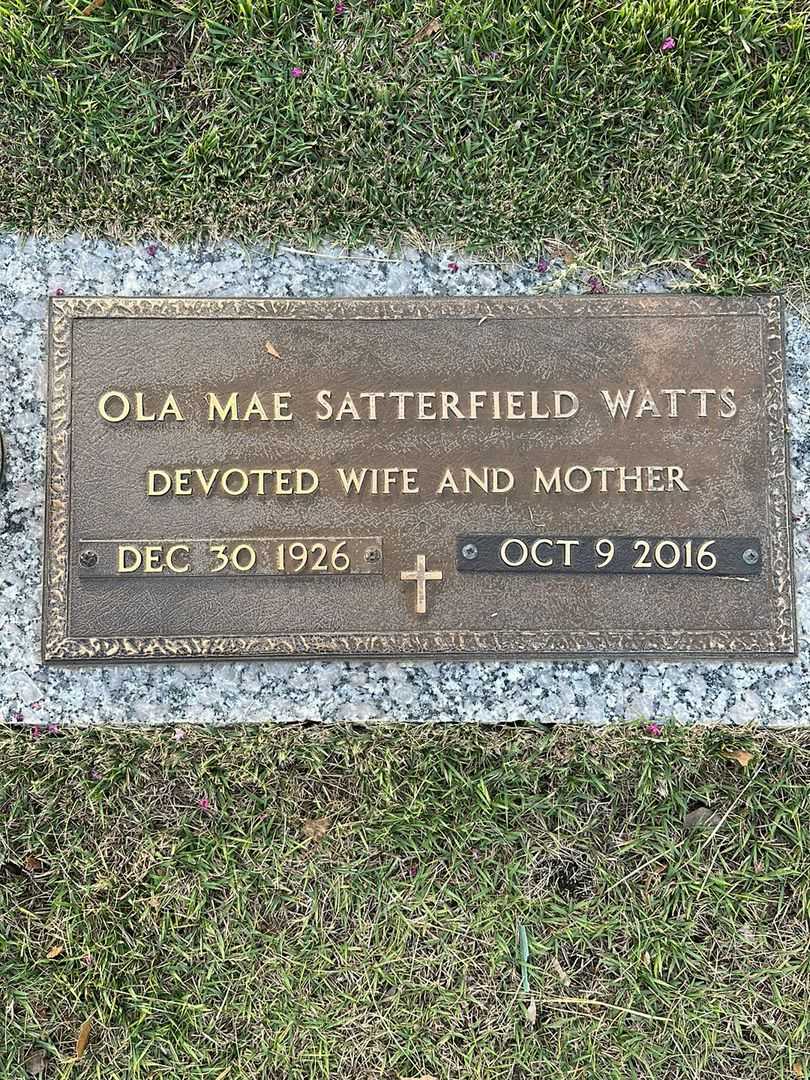 OLA MAE SATTERFIELD WATTS
DEVOTED WIFE AND MOTHER
DEC 30 1926 OCT 9 2016